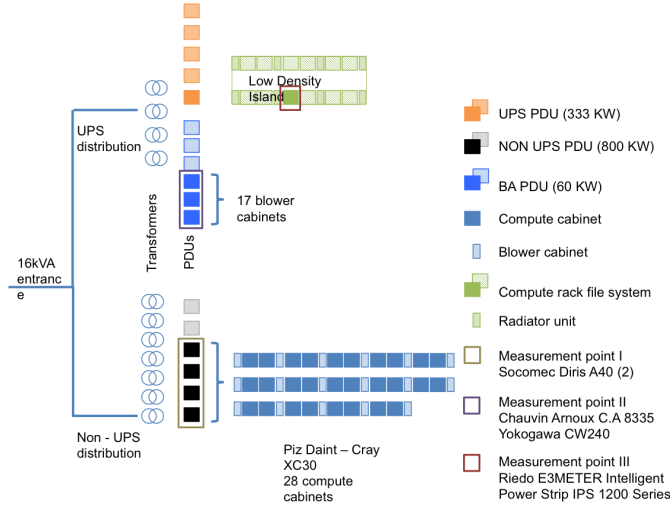 Low Density
Island
UPS
distribution
17 blower
cabinets
Transformers
PDUs
16kVA
entranc
e
Non - UPS
distribution
Piz Daint – Cray
XC30
28 compute
cabinets
UPS PDU (333 KW)
NON UPS PDU (800 KW)
BA PDU (60 KW)
Compute cabinet
Blower cabinet
Compute rack file system
Radiator unit
Measurement point I
Socomec Diris A40 (2)
Measurement point II
Chauvin Arnoux C.A 8335
Yokogawa CW240
Measurement point III
Riedo E3METER Intelligent
Power Strip IPS 1200 Series